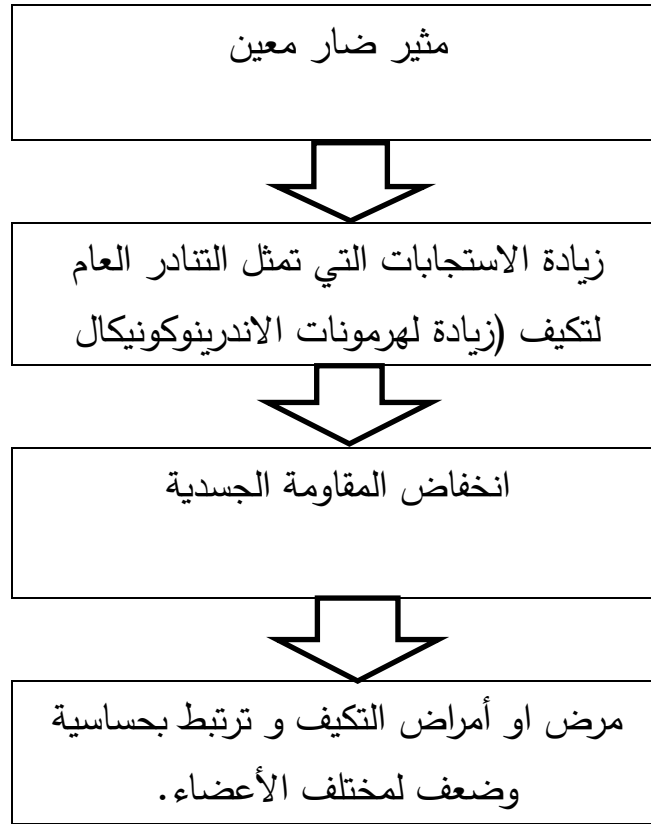 مثير ضار معين
زيادة الاستجابات التي تمثل التنادر العام
لتكيف (زيادة لهرمونات الاندرينوكونيكال
انخفاض المقاومة الجسدية
مرض او أمراض التكيف و ترتبط بحساسية
وضعف لمختلف الأعضاء.